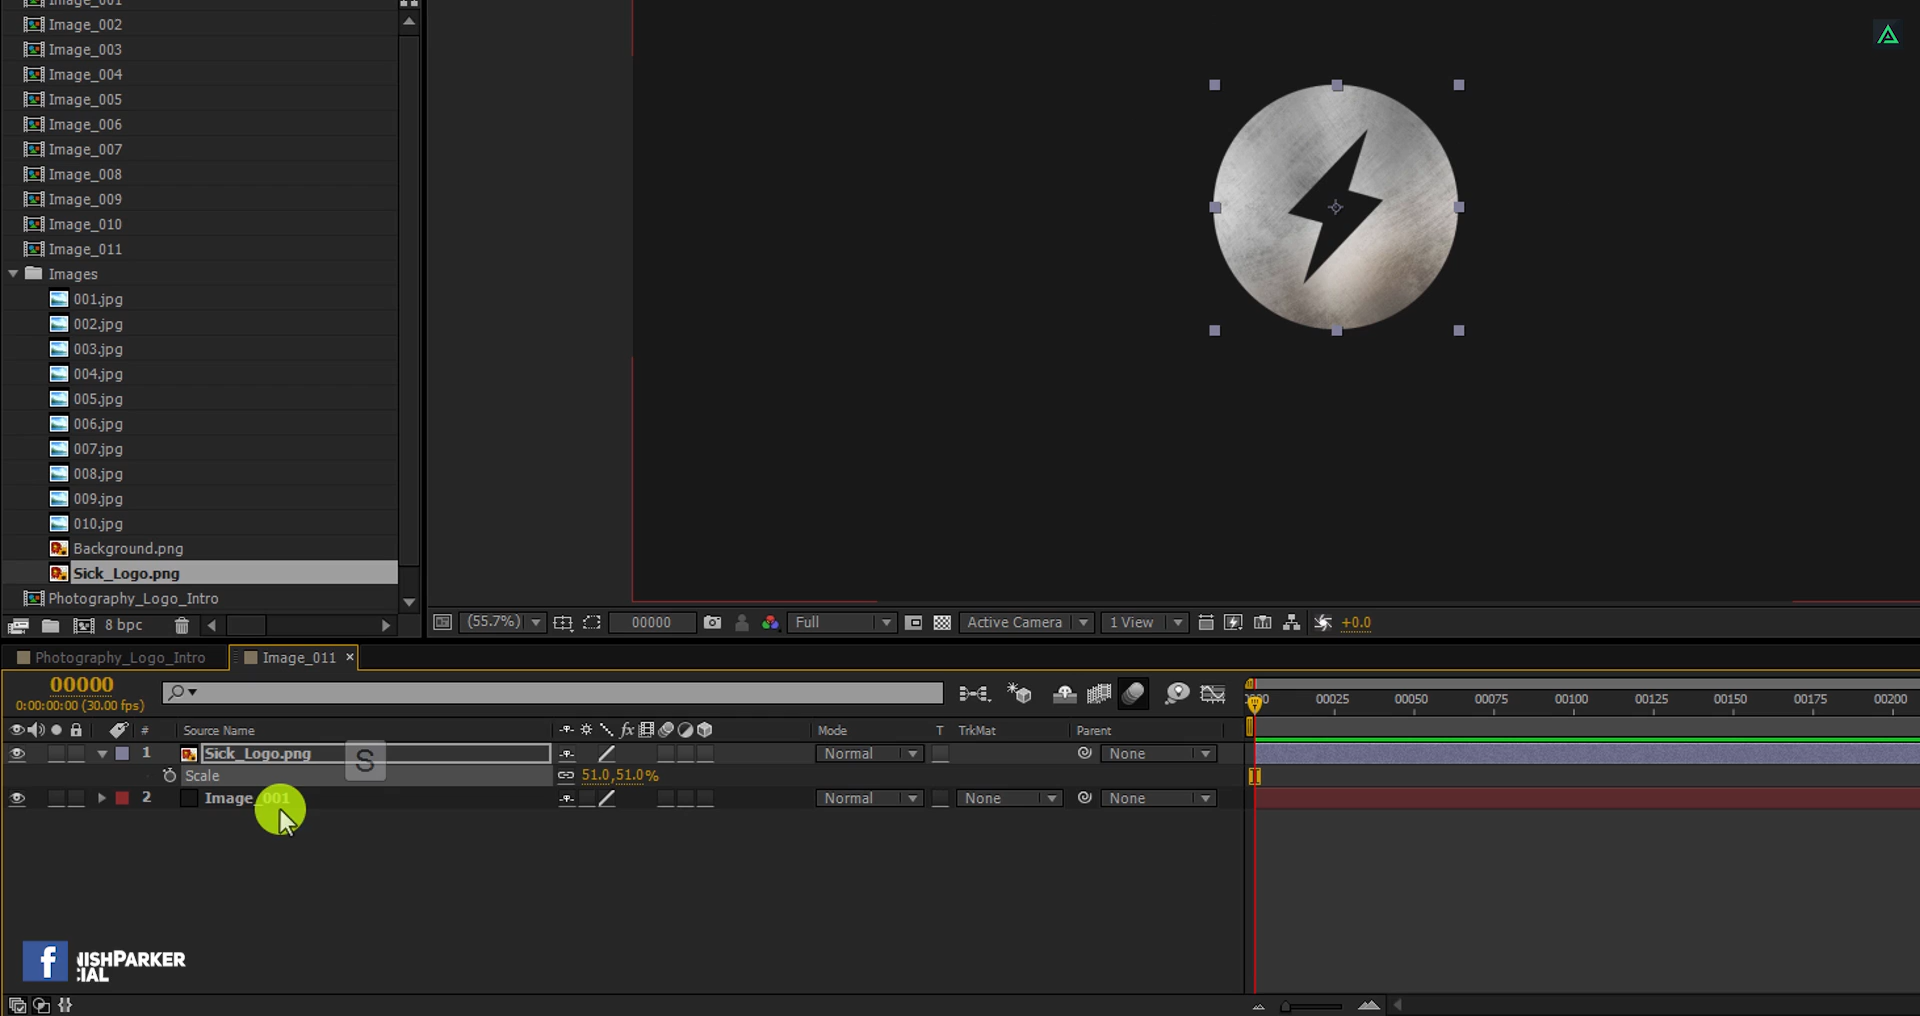 Image_001
Image_002
Image_003
Image_004
Image_005
Image_006
Image_007
Image_008
Image_009
Image_010
Image_011
Images
001.jpg
002.jpg
003.jpg
004.jpg
005.jpg
006.jpg
007.jpg
008.jpg
009.jpg
010.jpg
Background.png
Sick_Logo.png
Photography_Logo_Intro
8 bpc
(55.7%)
00000
Full
Active Camera
1 View
+0.0
Photography_Logo_Intro
Image_011 ×
00000
0:00:00:00 (30.00 fps)
00025 00050 00075 00100 00125 00150 00175 00200
# Source Name fx Mode T TrkMat Parent
1 Sick_Logo.png Normal None
S
Scale 51.0,51.0%
2 Image_001 Normal None None
f
NISHPARKER